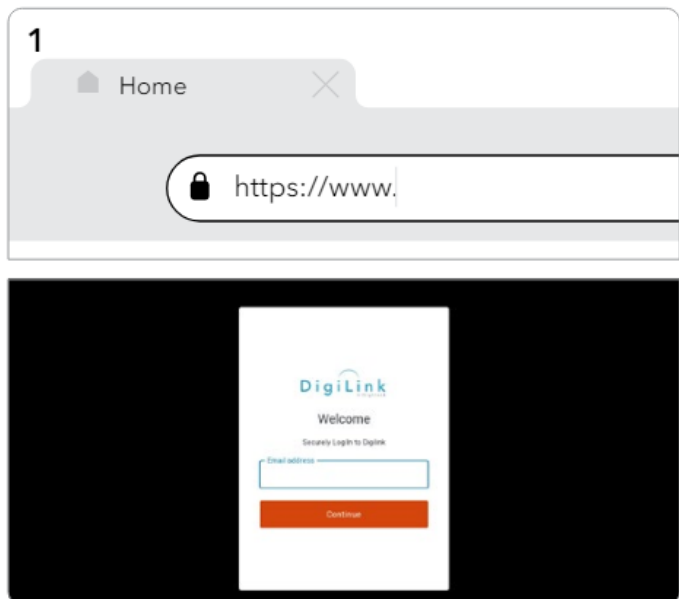 1
Home
https://www.
DigiLink
Welcome
Securely Login to Digilink
Email address
Continue